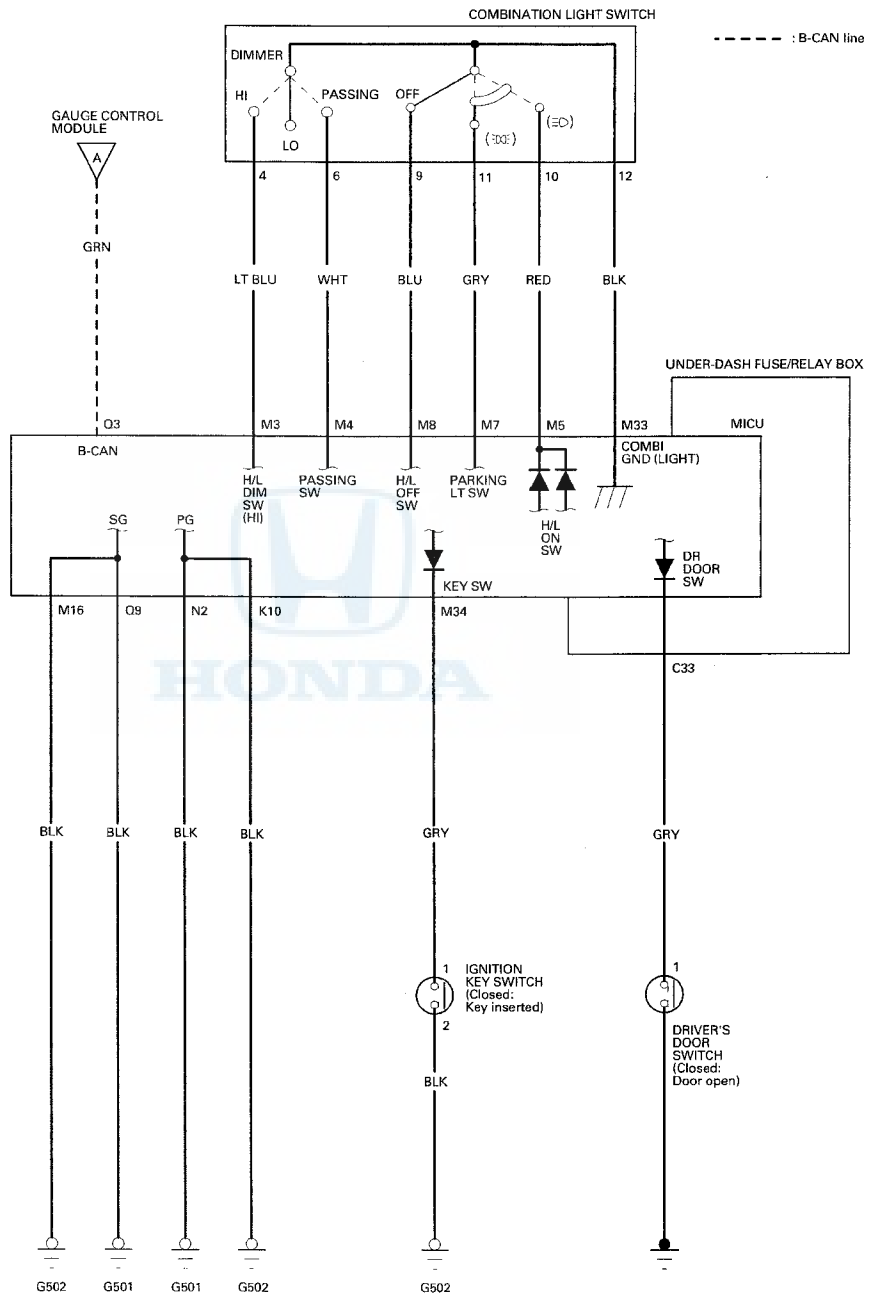 COMBINATION LIGHT SWITCH
: B-CAN line
DIMMER
HI
PASSING
OFF
LO
GAUGE CONTROL
MODULE
A
4
6
9
11
10
12
GRN
LT BLU
WHT
BLU
GRY
RED
BLK
UNDER-DASH FUSE/RELAY BOX
Q3
M3
M4
M8
M7
M5
M33
MICU
B-CAN
H/L
DIM
SW
(HI)
PASSING
SW
H/L
OFF
SW
PARKING
LT SW
H/L
ON
SW
COMBI
GND (LIGHT)
SG
PG
KEY SW
DR
DOOR
SW
M16
Q9
N2
K10
M34
C33
HONDA
BLK
BLK
BLK
BLK
GRY
GRY
1
IGNITION
KEY SWITCH
(Closed:
Key inserted)
2
1
DRIVER'S
DOOR
SWITCH
(Closed:
Door open)
BLK
G502
G501
G501
G502
G502